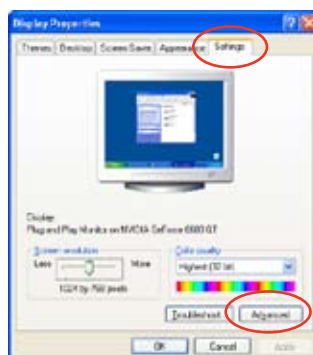 Display Properties
Themes Desktop Screen Saver Appearance Settings
Display:
Plug and Play Monitor on NVIDIA GeForce 6600 GT
Screen resolution
Less More
1024 by 768 pixels
Color quality
Highest (32 bit)
Troubleshoot... Advanced
OK Cancel Apply